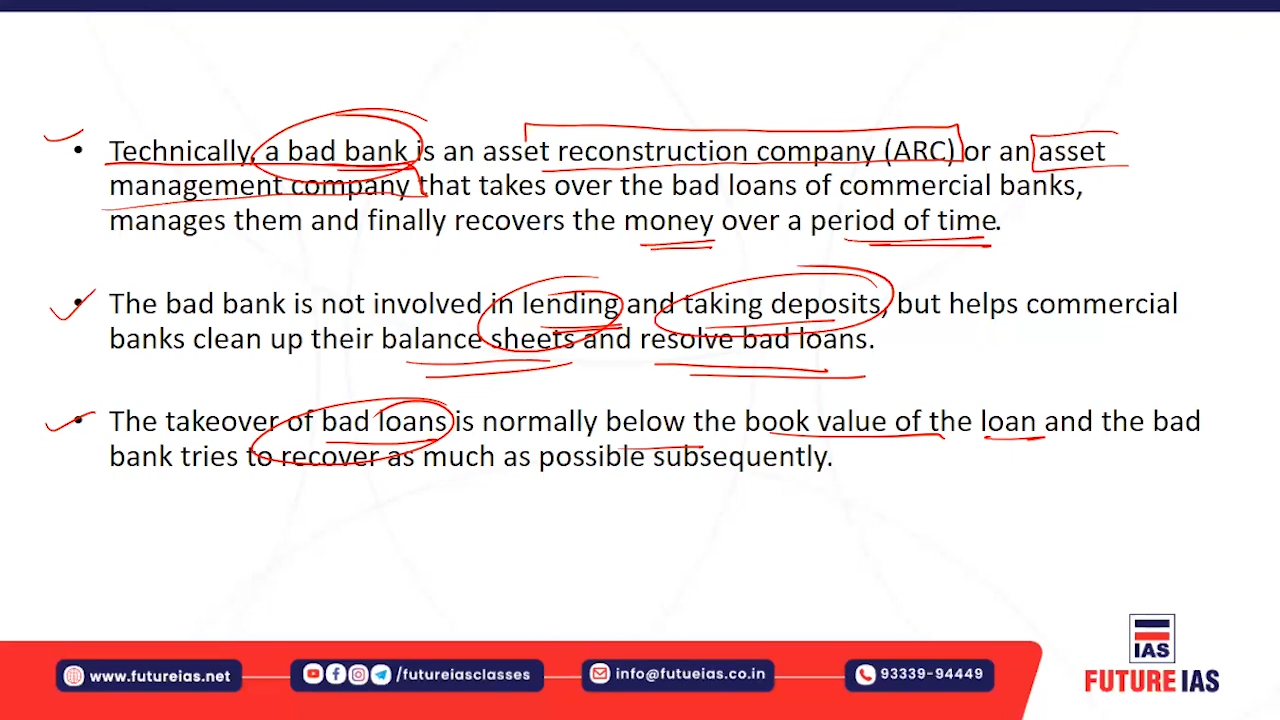 • Technically, a bad bank is an asset reconstruction company (ARC) or an asset
management company that takes over the bad loans of commercial banks,
manages them and finally recovers the money over a period of time.
• The bad bank is not involved in lending and taking deposits, but helps commercial
banks clean up their balance sheets and resolve bad loans.
• The takeover of bad loans is normally below the book value of the loan and the bad
bank tries to recover as much as possible subsequently.
IAS
www.futureias.net
/futureiasclasses
info@futueias.co.in
93339-94449
FUTURE IAS